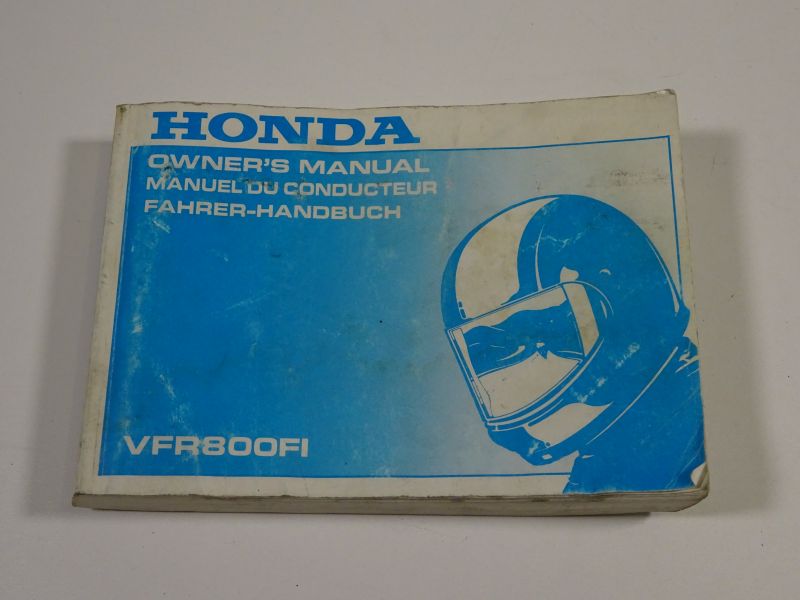 HONDA
OWNER'S MANUAL
MANUEL DU CONDUCTEUR
FAHRER-HANDBUCH
VFR800FI